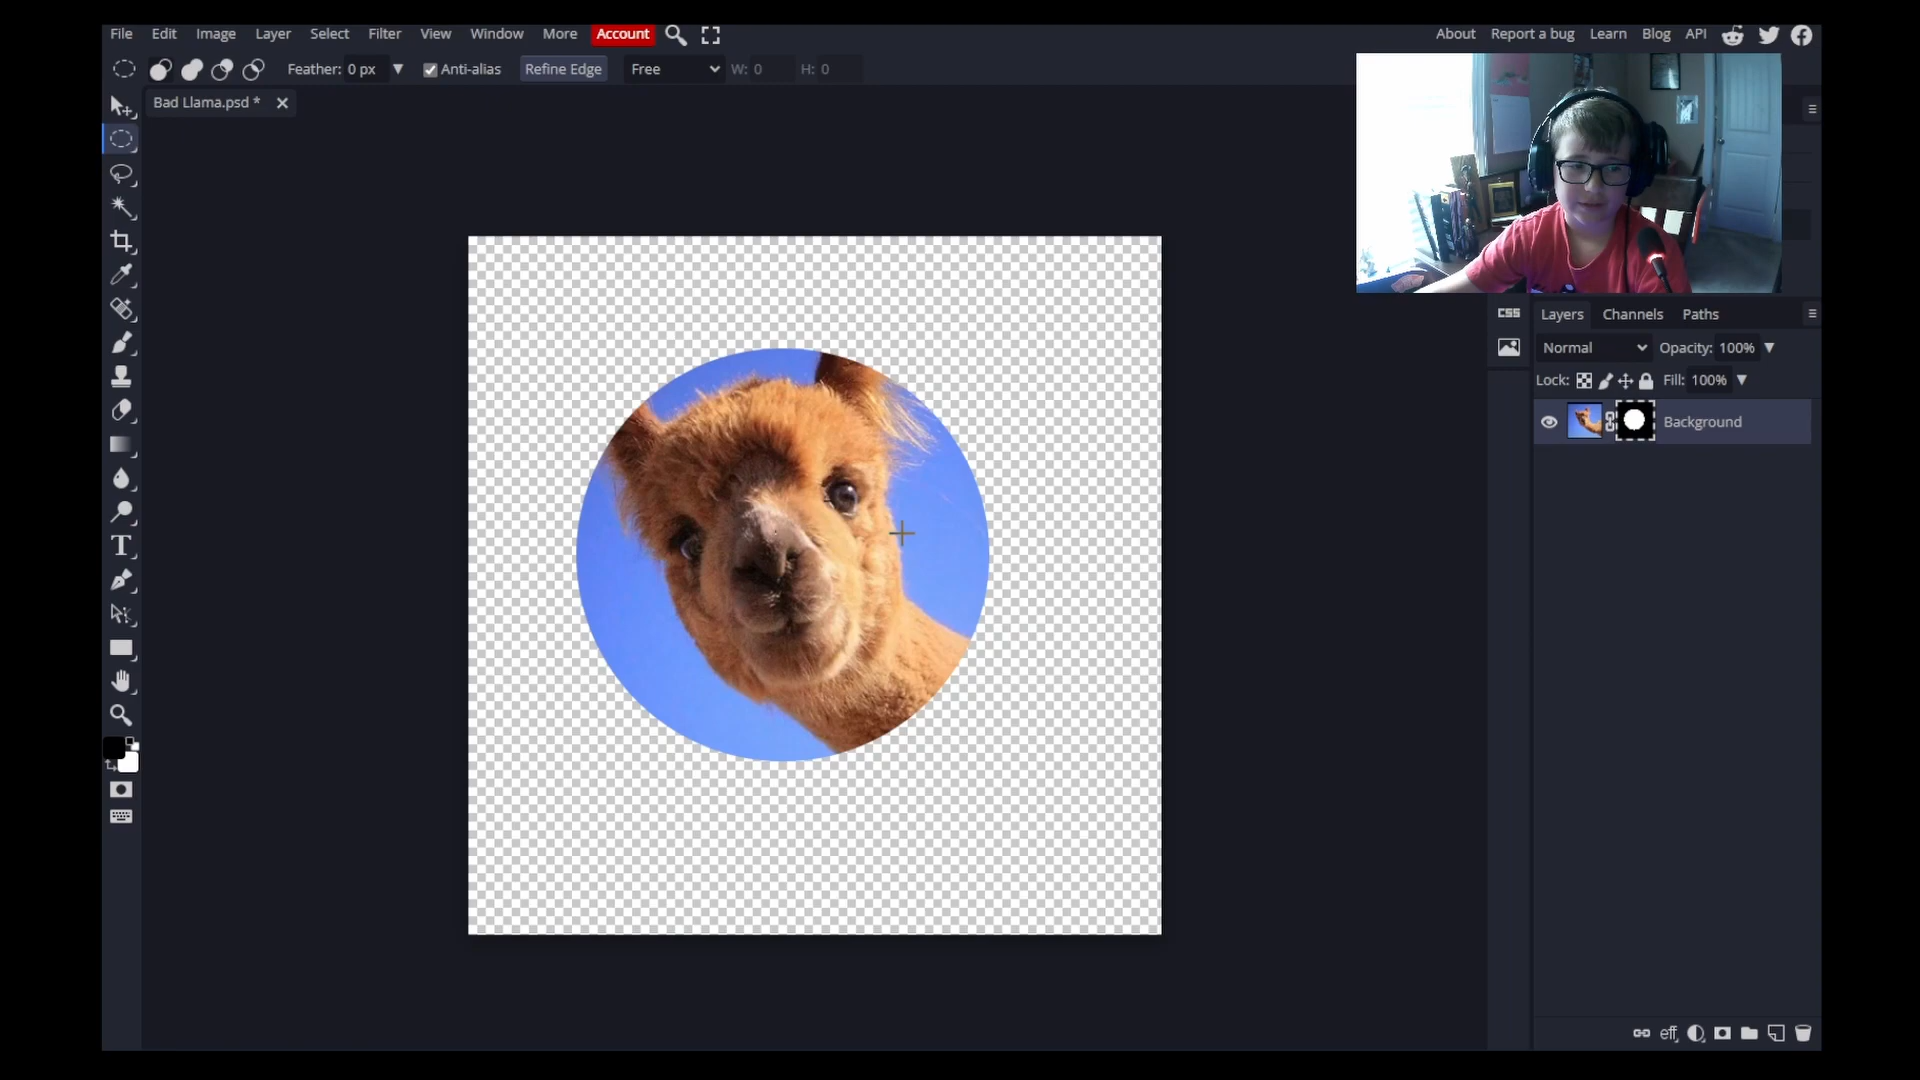 File Edit Image Layer Select Filter View Window More Account About Report a bug Learn Blog API
Feather: 0 px Anti-alias Refine Edge Free W: 0 H: 0
Bad Llama.psd *
CSS Layers Channels Paths
Normal Opacity: 100%
Lock: Fill: 100%
Background
T
eff